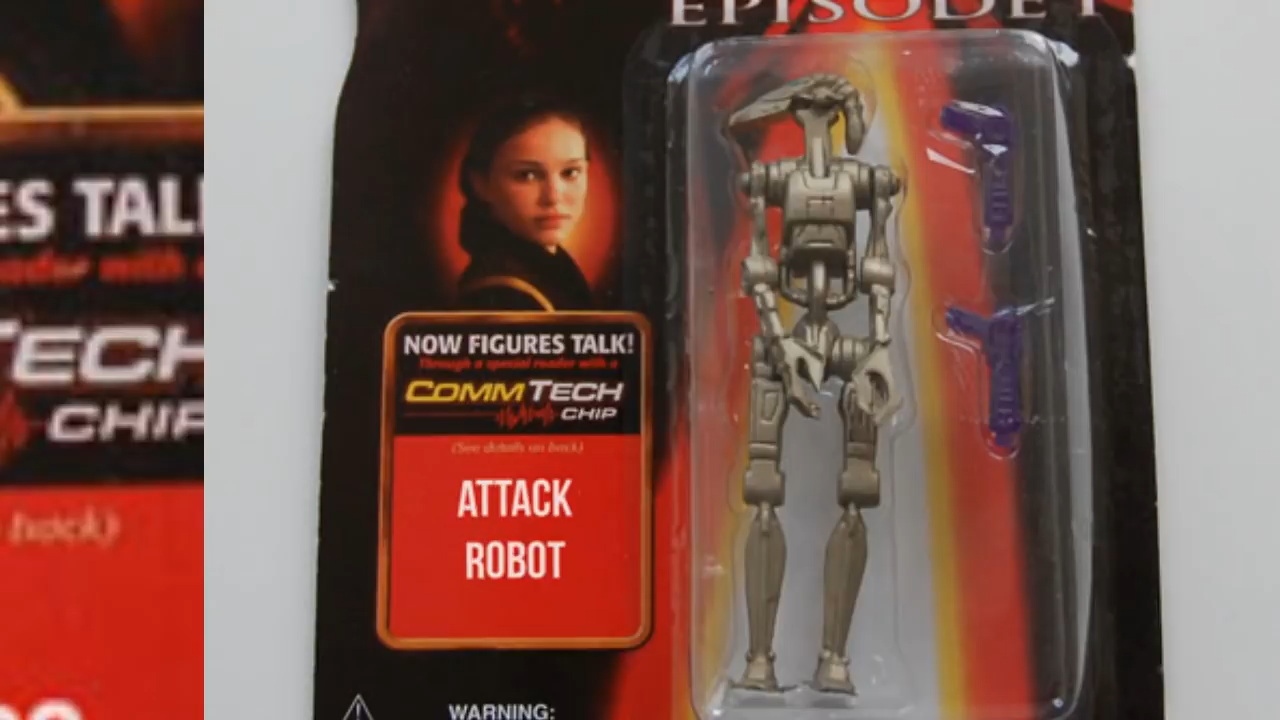 EPISODE I
ES TAL
TECH
CHIP
back)
NOW FIGURES TALK!
Through a special reader with a
COMMTECH
CHIP
(See details on back)
ATTACK
ROBOT
WARNING: